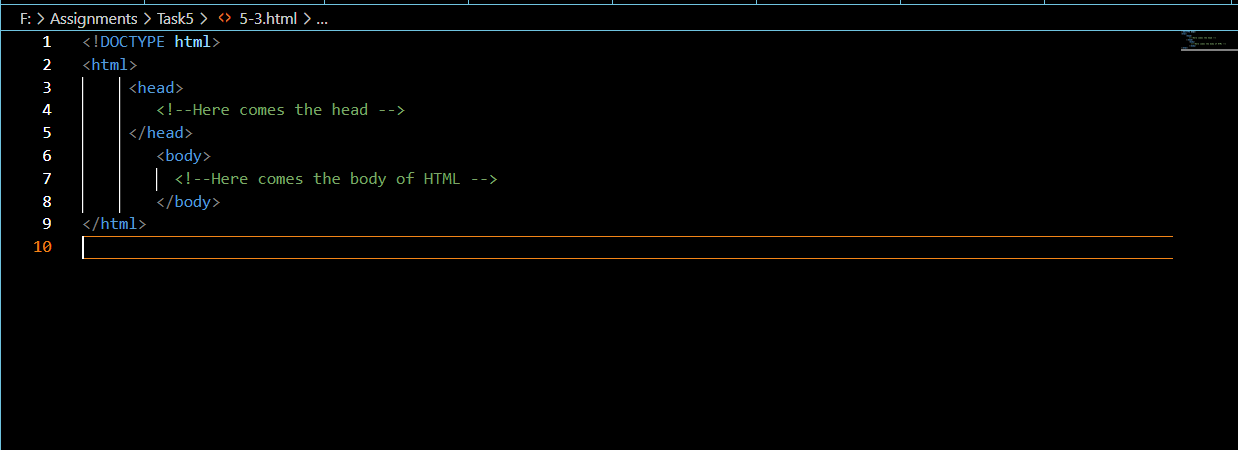 F: > Assignments > Task5 > <> 5-3.html > ...
1 <!DOCTYPE html>
2 <html>
3 <head>
4 <!--Here comes the head -->
5 </head>
6 <body>
7 <!--Here comes the body of HTML -->
8 </body>
9 </html>
10